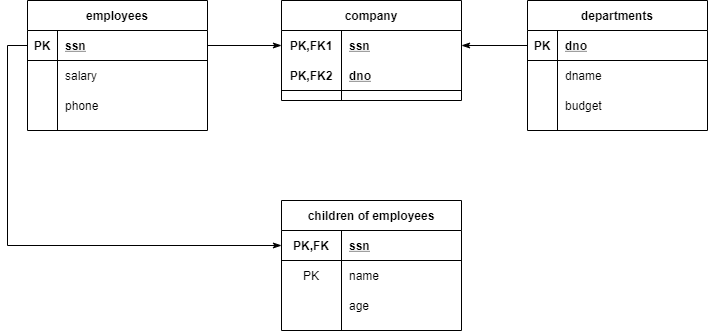 employees
PK ssn
salary
phone
company
PK,FK1 ssn
PK,FK2 dno
departments
PK dno
dname
budget
children of employees
PK,FK ssn
PK name
age